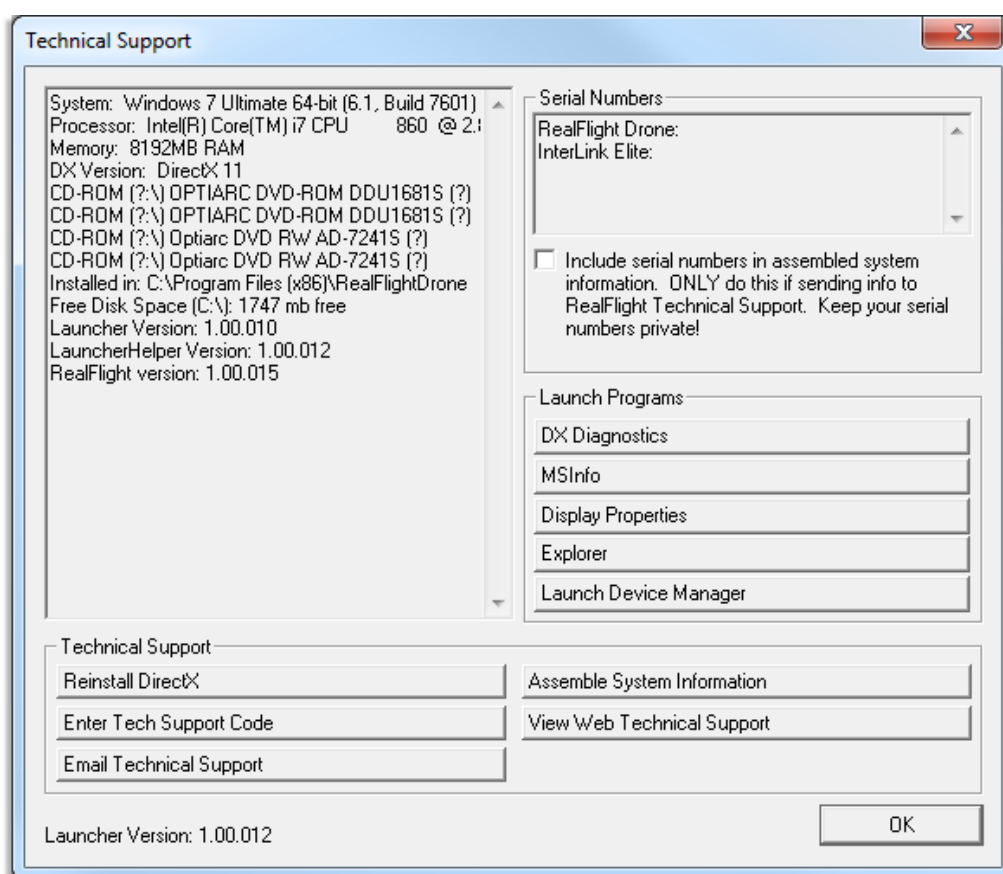 Technical Support
System: Windows 7 Ultimate 64-bit (6.1, Build 7601)
Processor: Intel(R) Core(TM) i7 CPU 860 @ 2.
Memory: 8192MB RAM
DX Version: DirectX 11
CD-ROM (?:\) OPTIARC DVD-ROM DDU1681S (?)
CD-ROM (?:\) OPTIARC DVD-ROM DDU1681S (?)
CD-ROM (?:\) Optiarc DVD RW AD-7241S (?)
CD-ROM (?:\) Optiarc DVD RW AD-7241S (?)
Installed in: C:\Program Files (x86)\RealFlightDrone
Free Disk Space (C:\): 1747 mb free
Launcher Version: 1.00.010
LauncherHelper Version: 1.00.012
RealFlight version: 1.00.015
Serial Numbers
RealFlight Drone:
InterLink Elite:
Include serial numbers in assembled system
information. ONLY do this if sending info to
RealFlight Technical Support. Keep your serial
numbers private!
Launch Programs
DX Diagnostics
MSInfo
Display Properties
Explorer
Launch Device Manager
Technical Support
Reinstall DirectX
Assemble System Information
Enter Tech Support Code
View Web Technical Support
Email Technical Support
Launcher Version: 1.00.012
OK